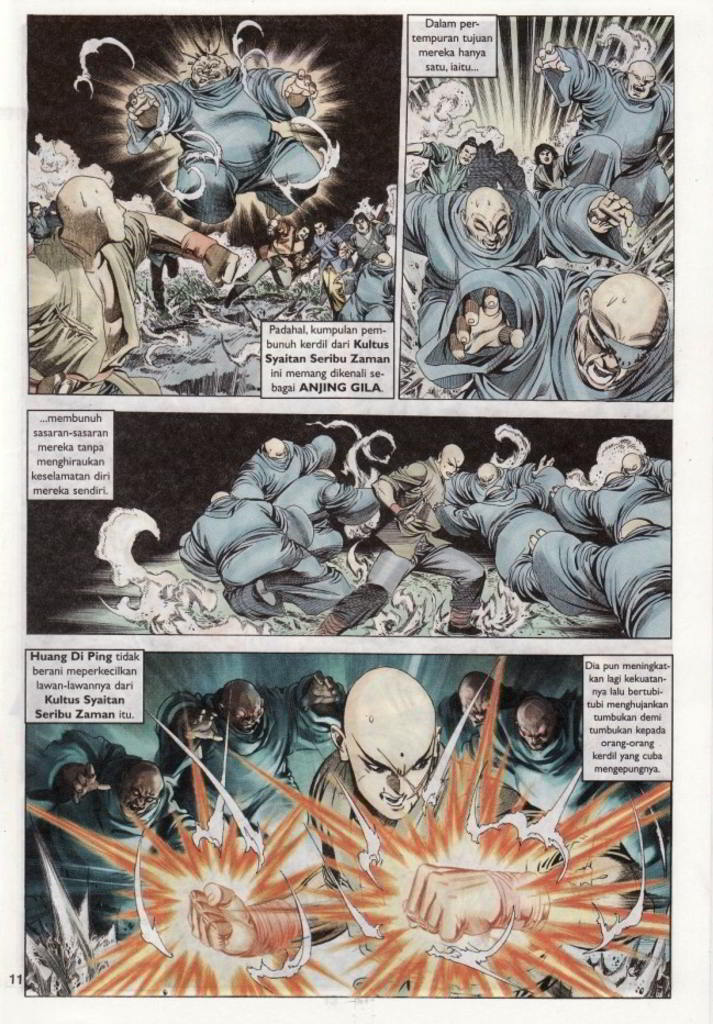 Padahal, kumpulan pem-
bunuh kerdil dari Kultus
Syaitan Seribu Zaman
ini memang dikenali se-
bagai ANJING GILA.
Dalam per-
tempuran tujuan
mereka hanya
satu, iaitu...
...membunuh
sasaran-sasaran
mereka tanpa
menghiraukan
keselamatan diri
mereka sendiri.
Huang Di Ping tidak
berani meperkecilkan
lawan-lawannya dari
Kultus Syaitan
Seribu Zaman itu.
Dia pun meningkat-
kan lagi kekuatan-
nya lalu bertubi-
tubi menghujankan
tumbukan demi
tumbukan kepada
orang-orang
kerdil yang cuba
mengepungnya.
11